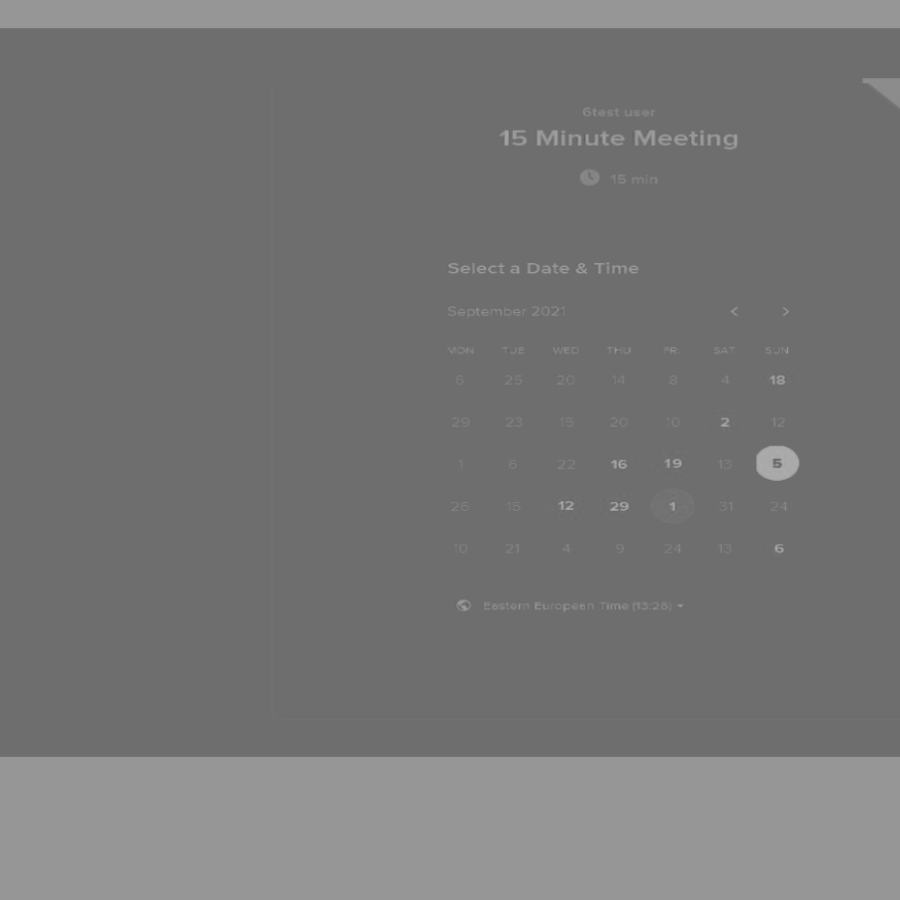 6test user
15 Minute Meeting
15 min
Select a Date & Time
September 2021
MON TUE WED THU FRI SAT SUN
6 25 20 14 8 4 18
29 23 15 20 10 2 12
1 6 22 16 19 13 5
26 15 12 29 1 31 24
10 21 4 9 24 13 6
Eastern European Time (13:26)